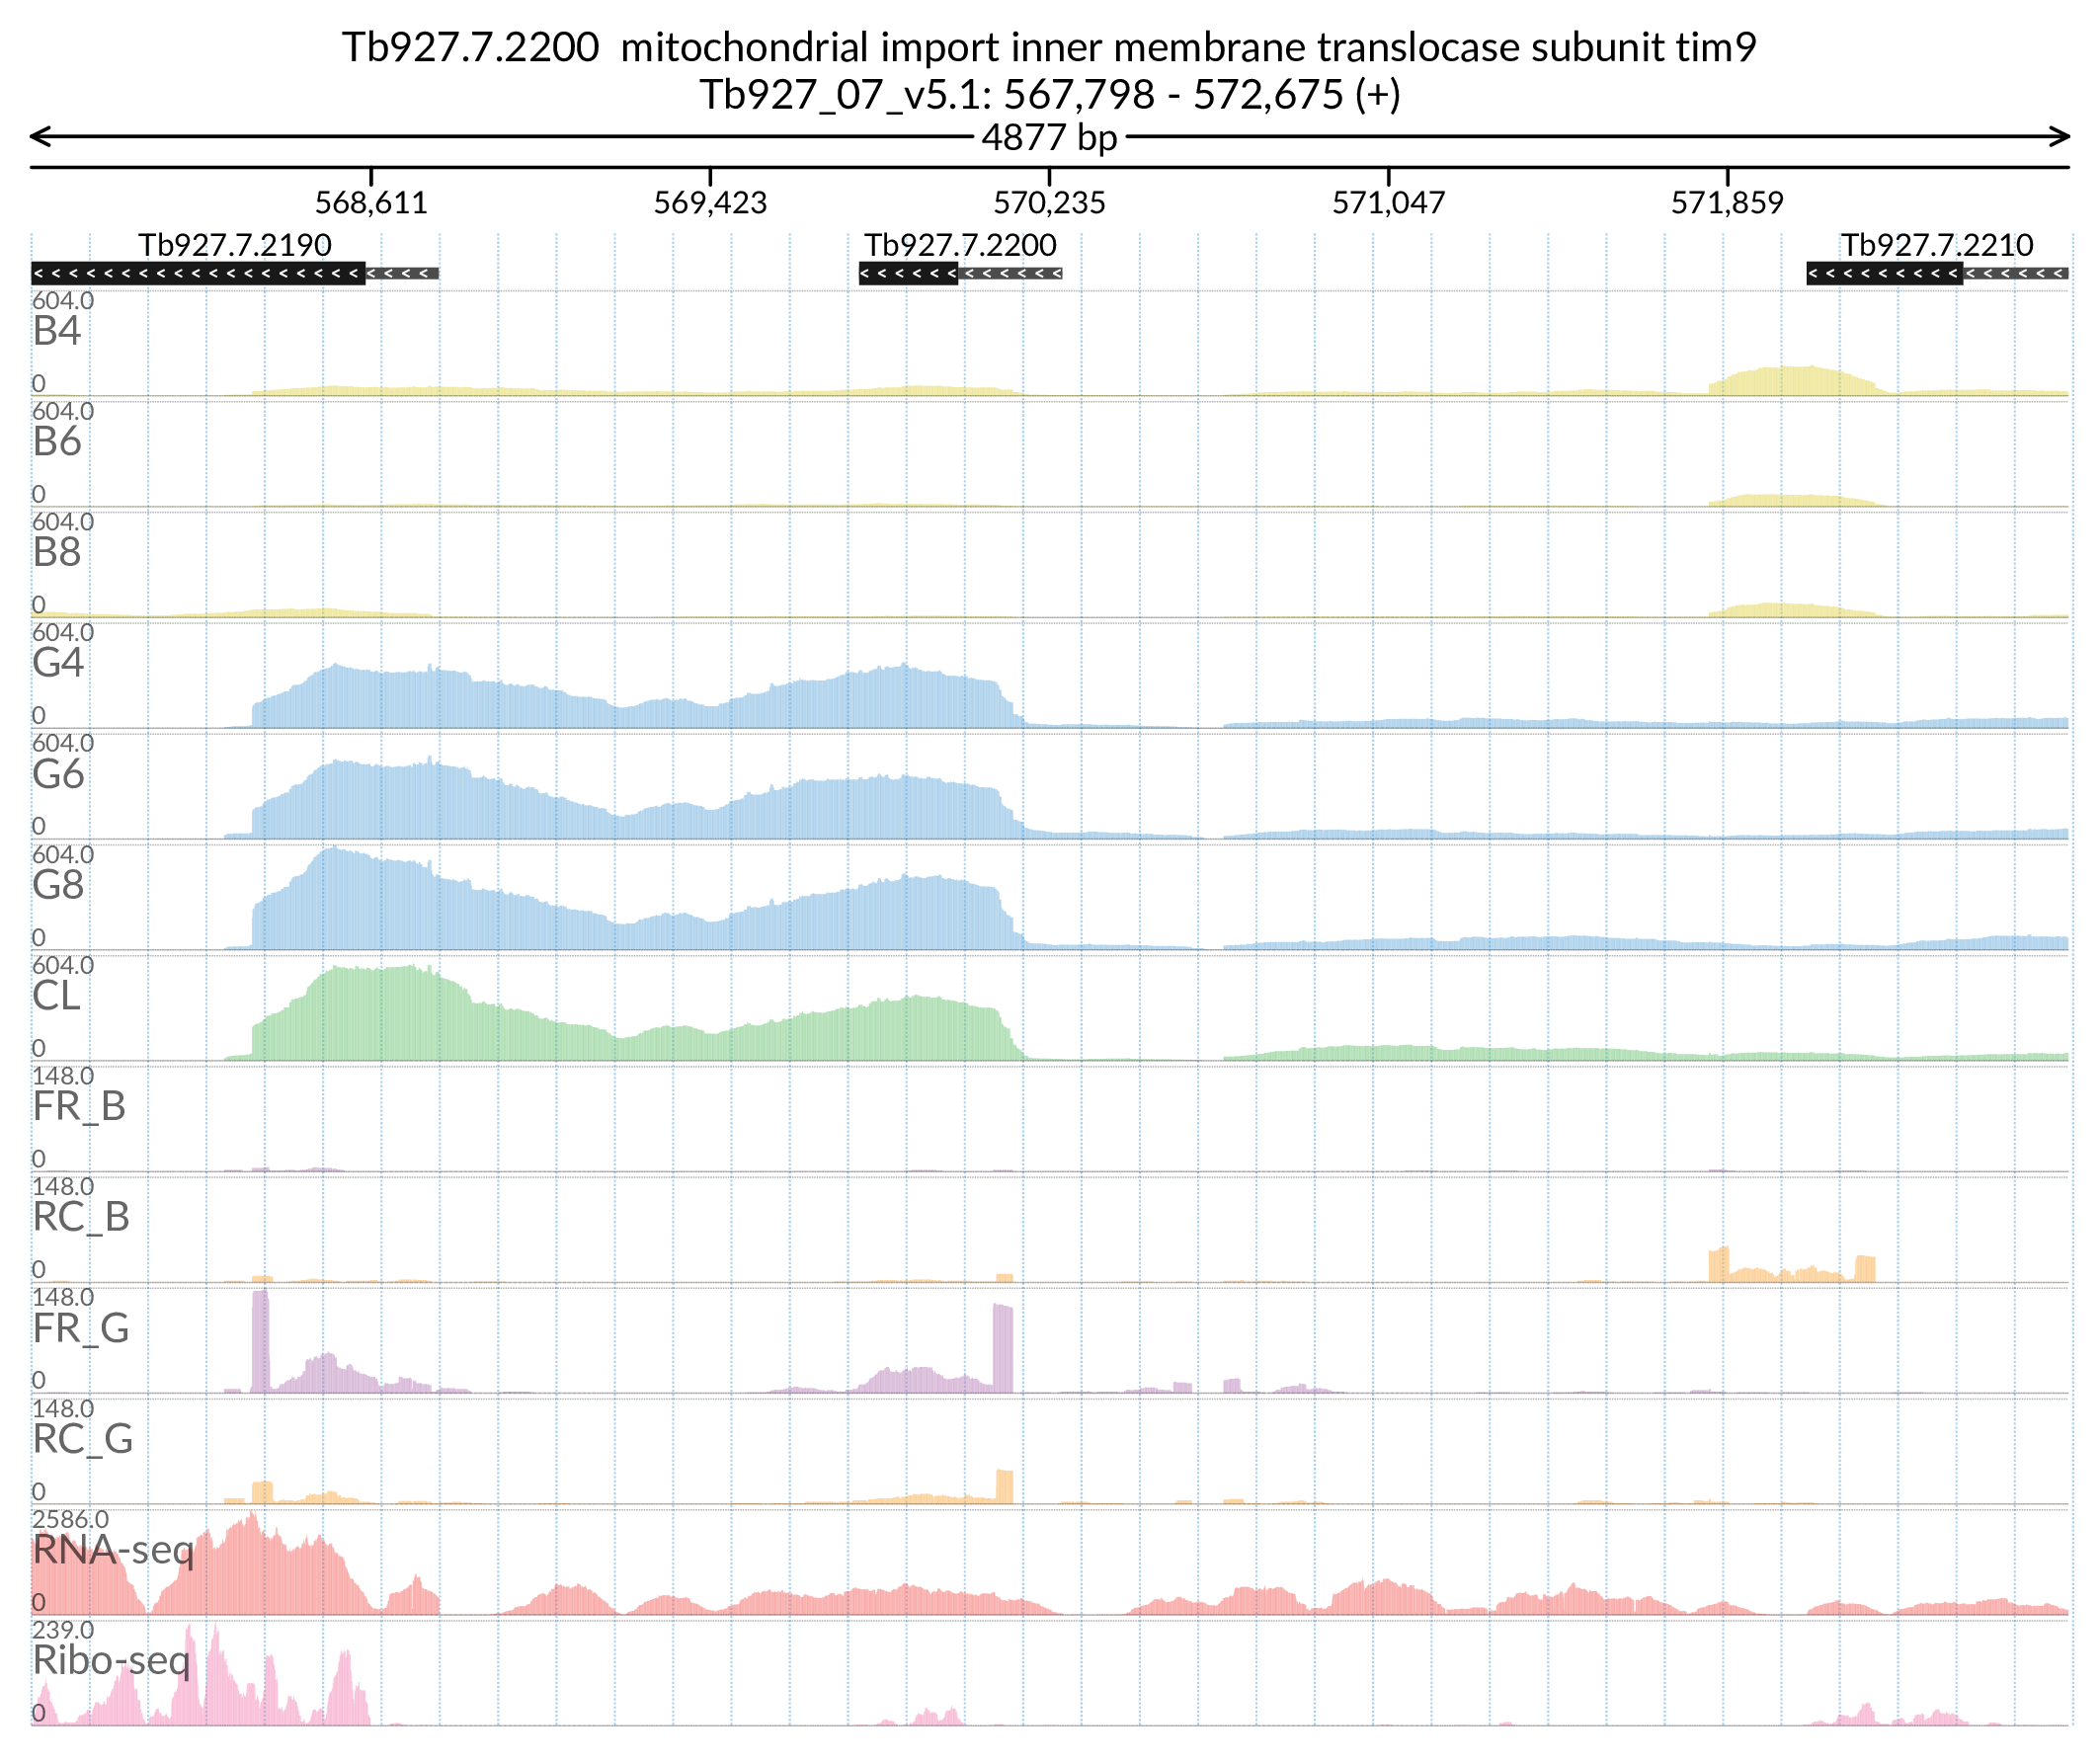 Tb927.7.2200  mitochondrial import inner membrane translocase subunit tim9
Tb927_07_v5.1: 567,798 - 572,675 (+)
4877 bp
568,611 569,423 570,235 571,047 571,859
Tb927.7.2190 Tb927.7.2200 Tb927.7.2210
604.0
B4
0
604.0
B6
0
604.0
B8
0
604.0
G4
0
604.0
G6
0
604.0
G8
0
604.0
CL
0
148.0
FR_B
0
148.0
RC_B
0
148.0
FR_G
0
148.0
RC_G
0
2586.0
RNA-seq
0
239.0
Ribo-seq
0